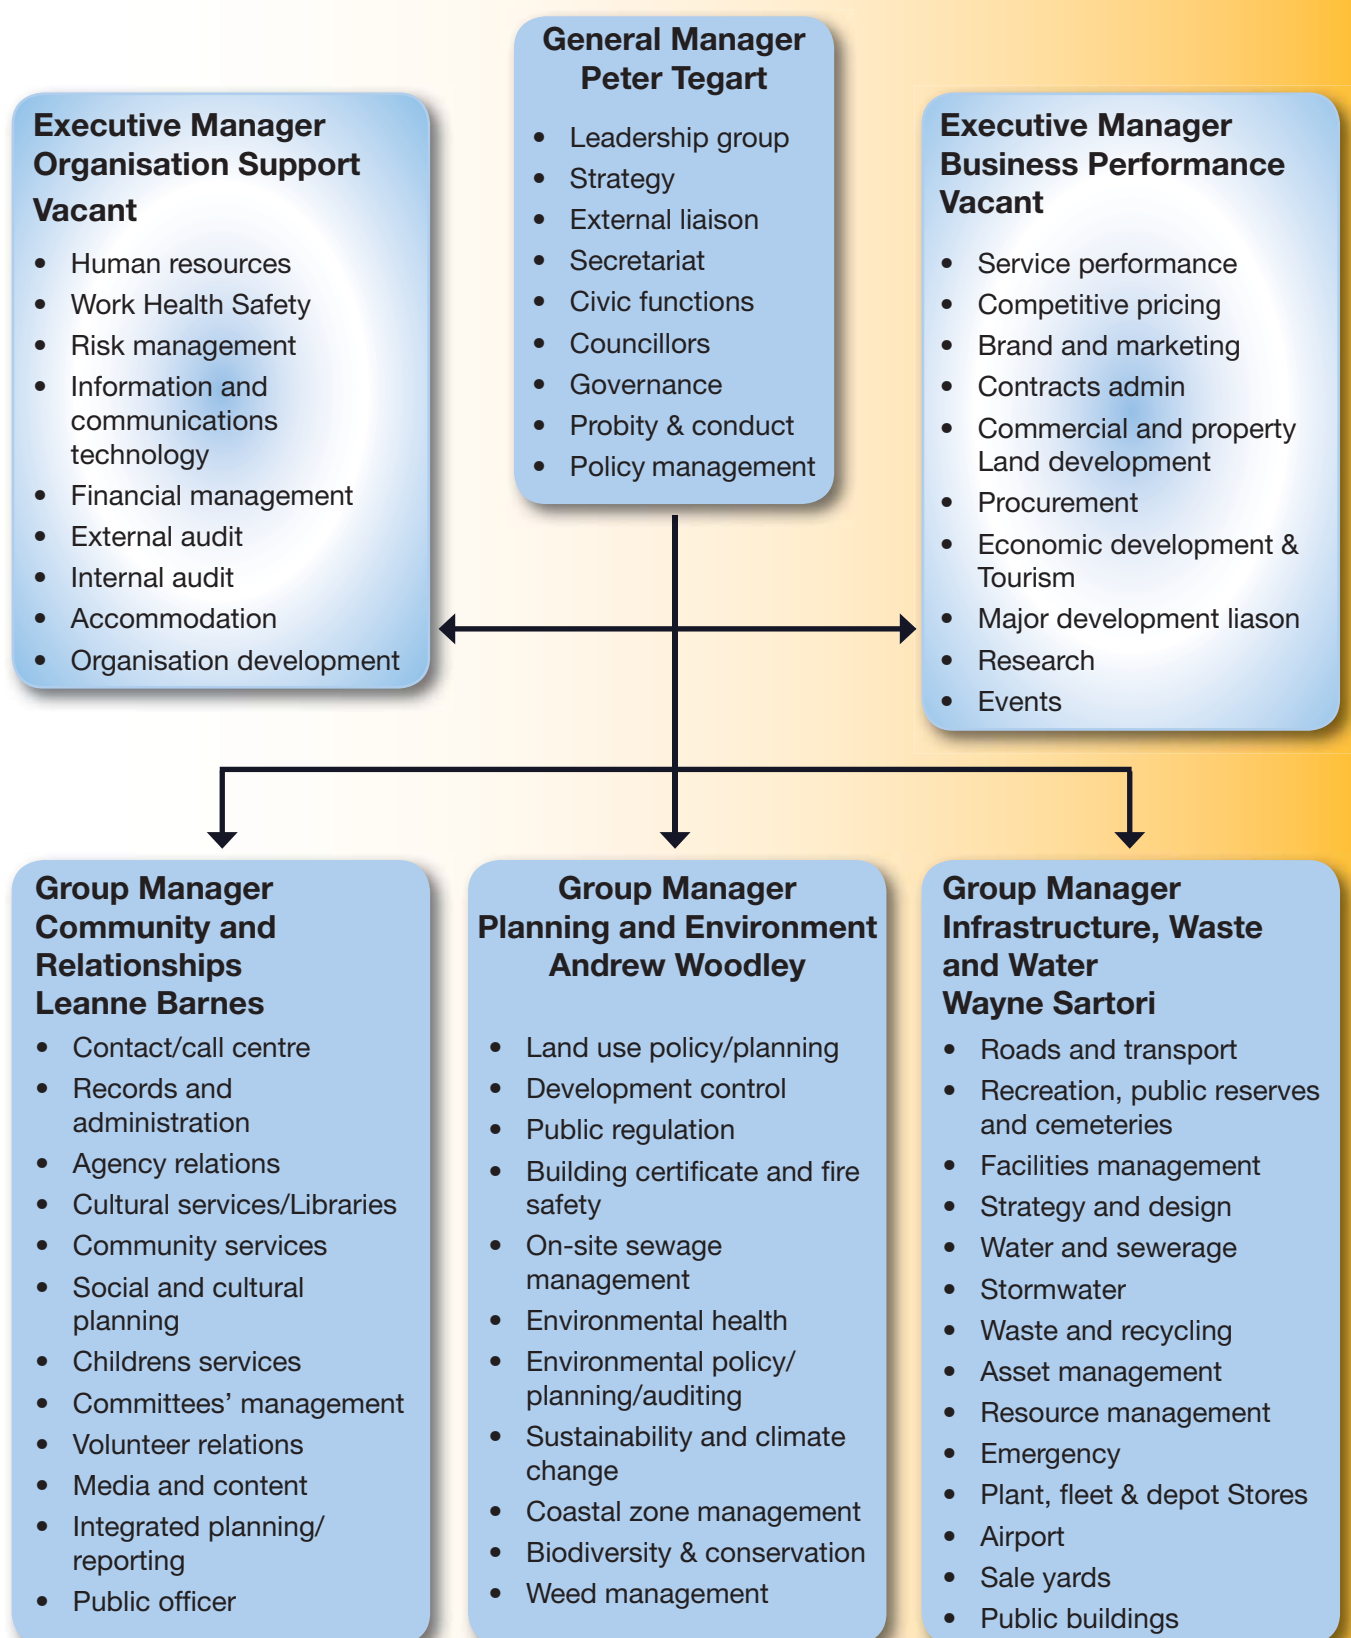 General Manager
Peter Tegart
• Leadership group
• Strategy
• External liaison
• Secretariat
• Civic functions
• Councillors
• Governance
• Probity & conduct
• Policy management
Executive Manager
Organisation Support
Vacant
• Human resources
• Work Health Safety
• Risk management
• Information and
communications
technology
• Financial management
• External audit
• Internal audit
• Accommodation
• Organisation development
Executive Manager
Business Performance
Vacant
• Service performance
• Competitive pricing
• Brand and marketing
• Contracts admin
• Commercial and property
Land development
• Procurement
• Economic development &
Tourism
• Major development liason
• Research
• Events
Group Manager
Community and
Relationships
Leanne Barnes
• Contact/call centre
• Records and
administration
• Agency relations
• Cultural services/Libraries
• Community services
• Social and cultural
planning
• Childrens services
• Committees’ management
• Volunteer relations
• Media and content
• Integrated planning/
reporting
• Public officer
Group Manager
Planning and Environment
Andrew Woodley
• Land use policy/planning
• Development control
• Public regulation
• Building certificate and fire
safety
• On-site sewage
management
• Environmental health
• Environmental policy/
planning/auditing
• Sustainability and climate
change
• Coastal zone management
• Biodiversity & conservation
• Weed management
Group Manager
Infrastructure, Waste
and Water
Wayne Sartori
• Roads and transport
• Recreation, public reserves
and cemeteries
• Facilities management
• Strategy and design
• Water and sewerage
• Stormwater
• Waste and recycling
• Asset management
• Resource management
• Emergency
• Plant, fleet & depot Stores
• Airport
• Sale yards
• Public buildings